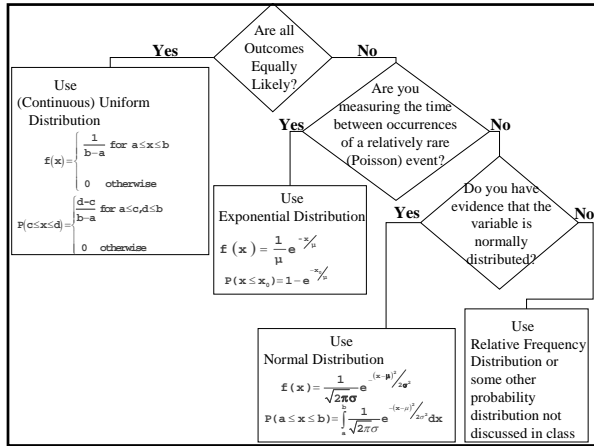 Are all
Outcomes
Equally
Likely?
Yes
No
Use
(Continuous) Uniform
Distribution
f(x)={ 1/(b-a) for a≤x≤b
0 otherwise
P(c≤x≤d)={ (d-c)/(b-a) for a≤c,d≤b
0 otherwise
Are you
measuring the time
between occurrences
of a relatively rare
(Poisson) event?
Yes
No
Use
Exponential Distribution
f(x)=1/μ e^(-x/μ)
P(x≤x₀)=1-e^(-x₀/μ)
Do you have
evidence that the
variable is
normally
distributed?
Yes
No
Use
Normal Distribution
f(x)=1/(√2πσ) e^(-(x-μ)²/2σ²)
P(a≤x≤b)=∫ₐᵇ 1/(√2πσ) e^(-(x-μ)²/2σ²) dx
Use
Relative Frequency
Distribution or
some other
probability
distribution not
discussed in class